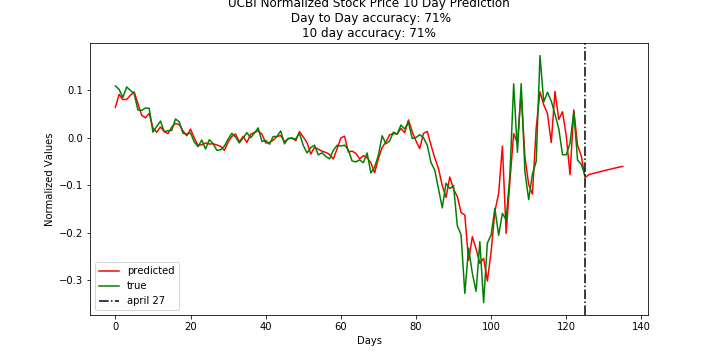 UCBI Normalized Stock Price 10 Day Prediction
Day to Day accuracy: 71%
10 day accuracy: 71%
Normalized Values
0.1
0.0
−0.1
−0.2
−0.3
predicted
true
april 27
0 20 40 60 80 100 120 140
Days